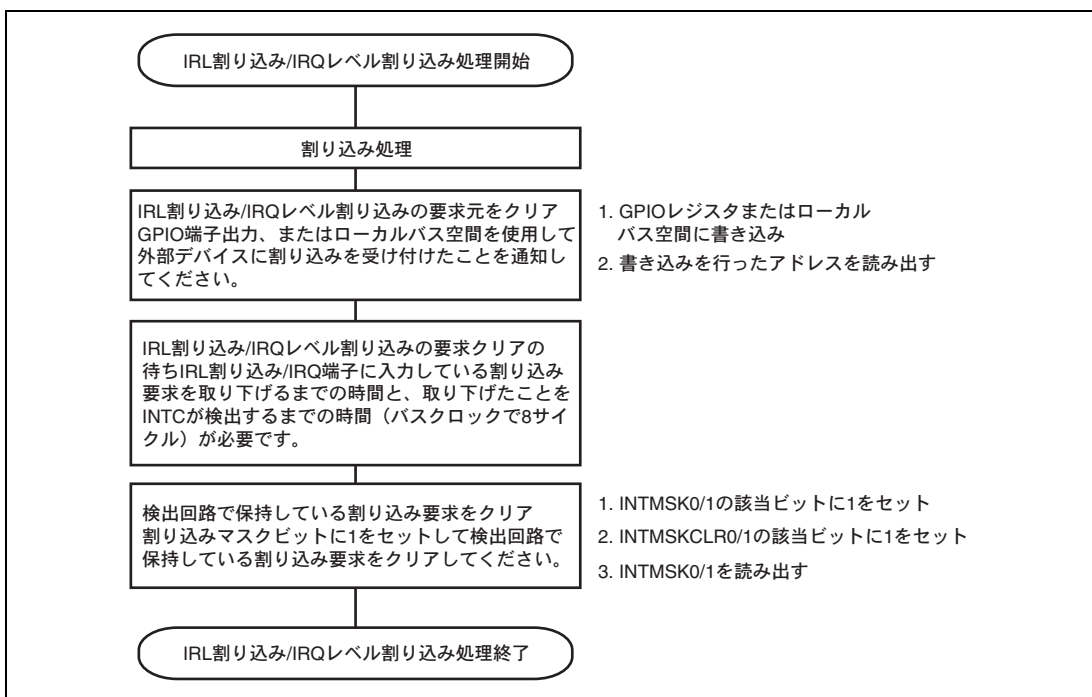 IRL割り込み/IRQレベル割り込み処理開始
割り込み処理
IRL割り込み/IRQレベル割り込みの要求元をクリア
GPIO端子出力、またはローカルバス空間を使用して
外部デバイスに割り込みを受け付けたことを通知し
てください。
1. GPIOレジスタまたはローカル
バス空間に書き込み
2. 書き込みを行ったアドレスを読み出す
IRL割り込み/IRQレベル割り込みの要求クリアの
待ちIRL割り込み/IRQ端子に入力している割り込み
要求を取り下げるまでの時間と、取り下げたことを
INTCが検出するまでの時間（バスクロックで8サイ
クル）が必要です。
検出回路で保持している割り込み要求をクリア
割り込みマスクビットに1をセットして検出回路で
保持している割り込み要求をクリアしてください。
1. INTMSK0/1の該当ビットに1をセット
2. INTMSKCLR0/1の該当ビットに1をセット
3. INTMSK0/1を読み出す
IRL割り込み/IRQレベル割り込み処理終了